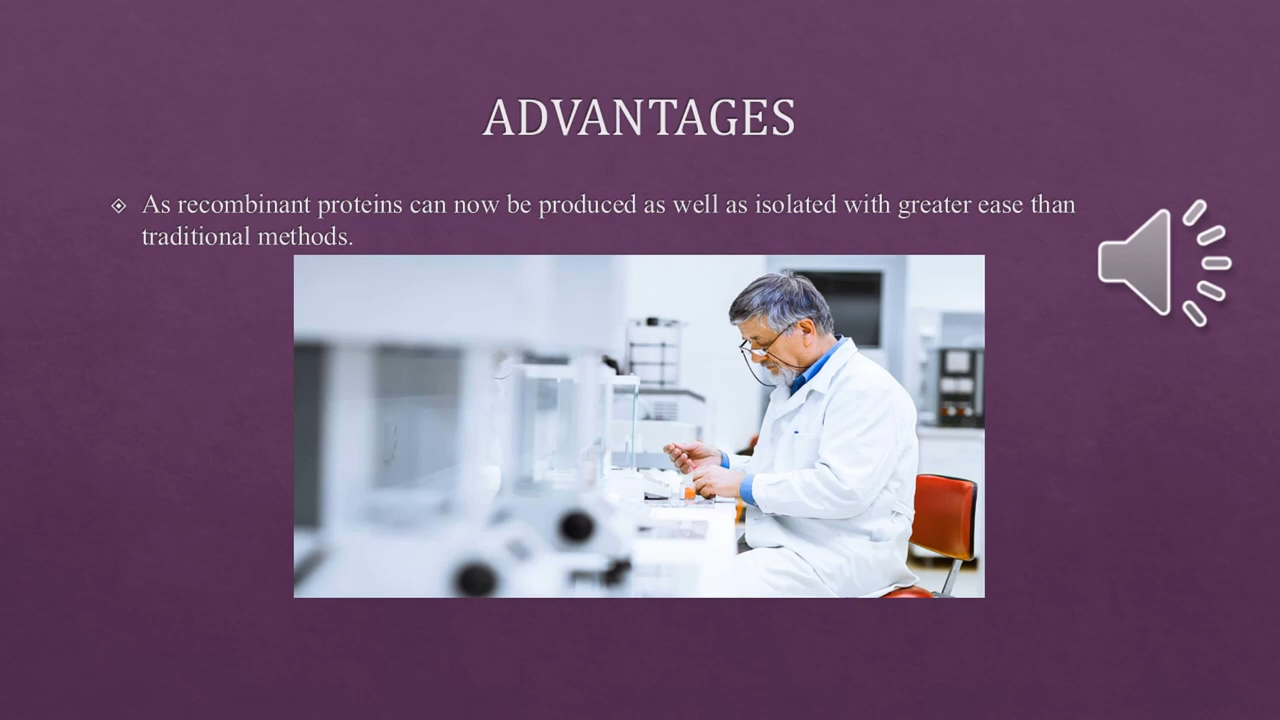 ADVANTAGES
As recombinant proteins can now be produced as well as isolated with greater ease than
traditional methods.